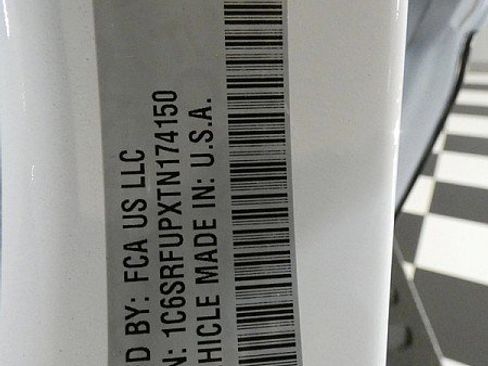 D BY: FCA US LLC
N: 1C6SRFUPXTN174150
HICLE MADE IN: U.S.A.